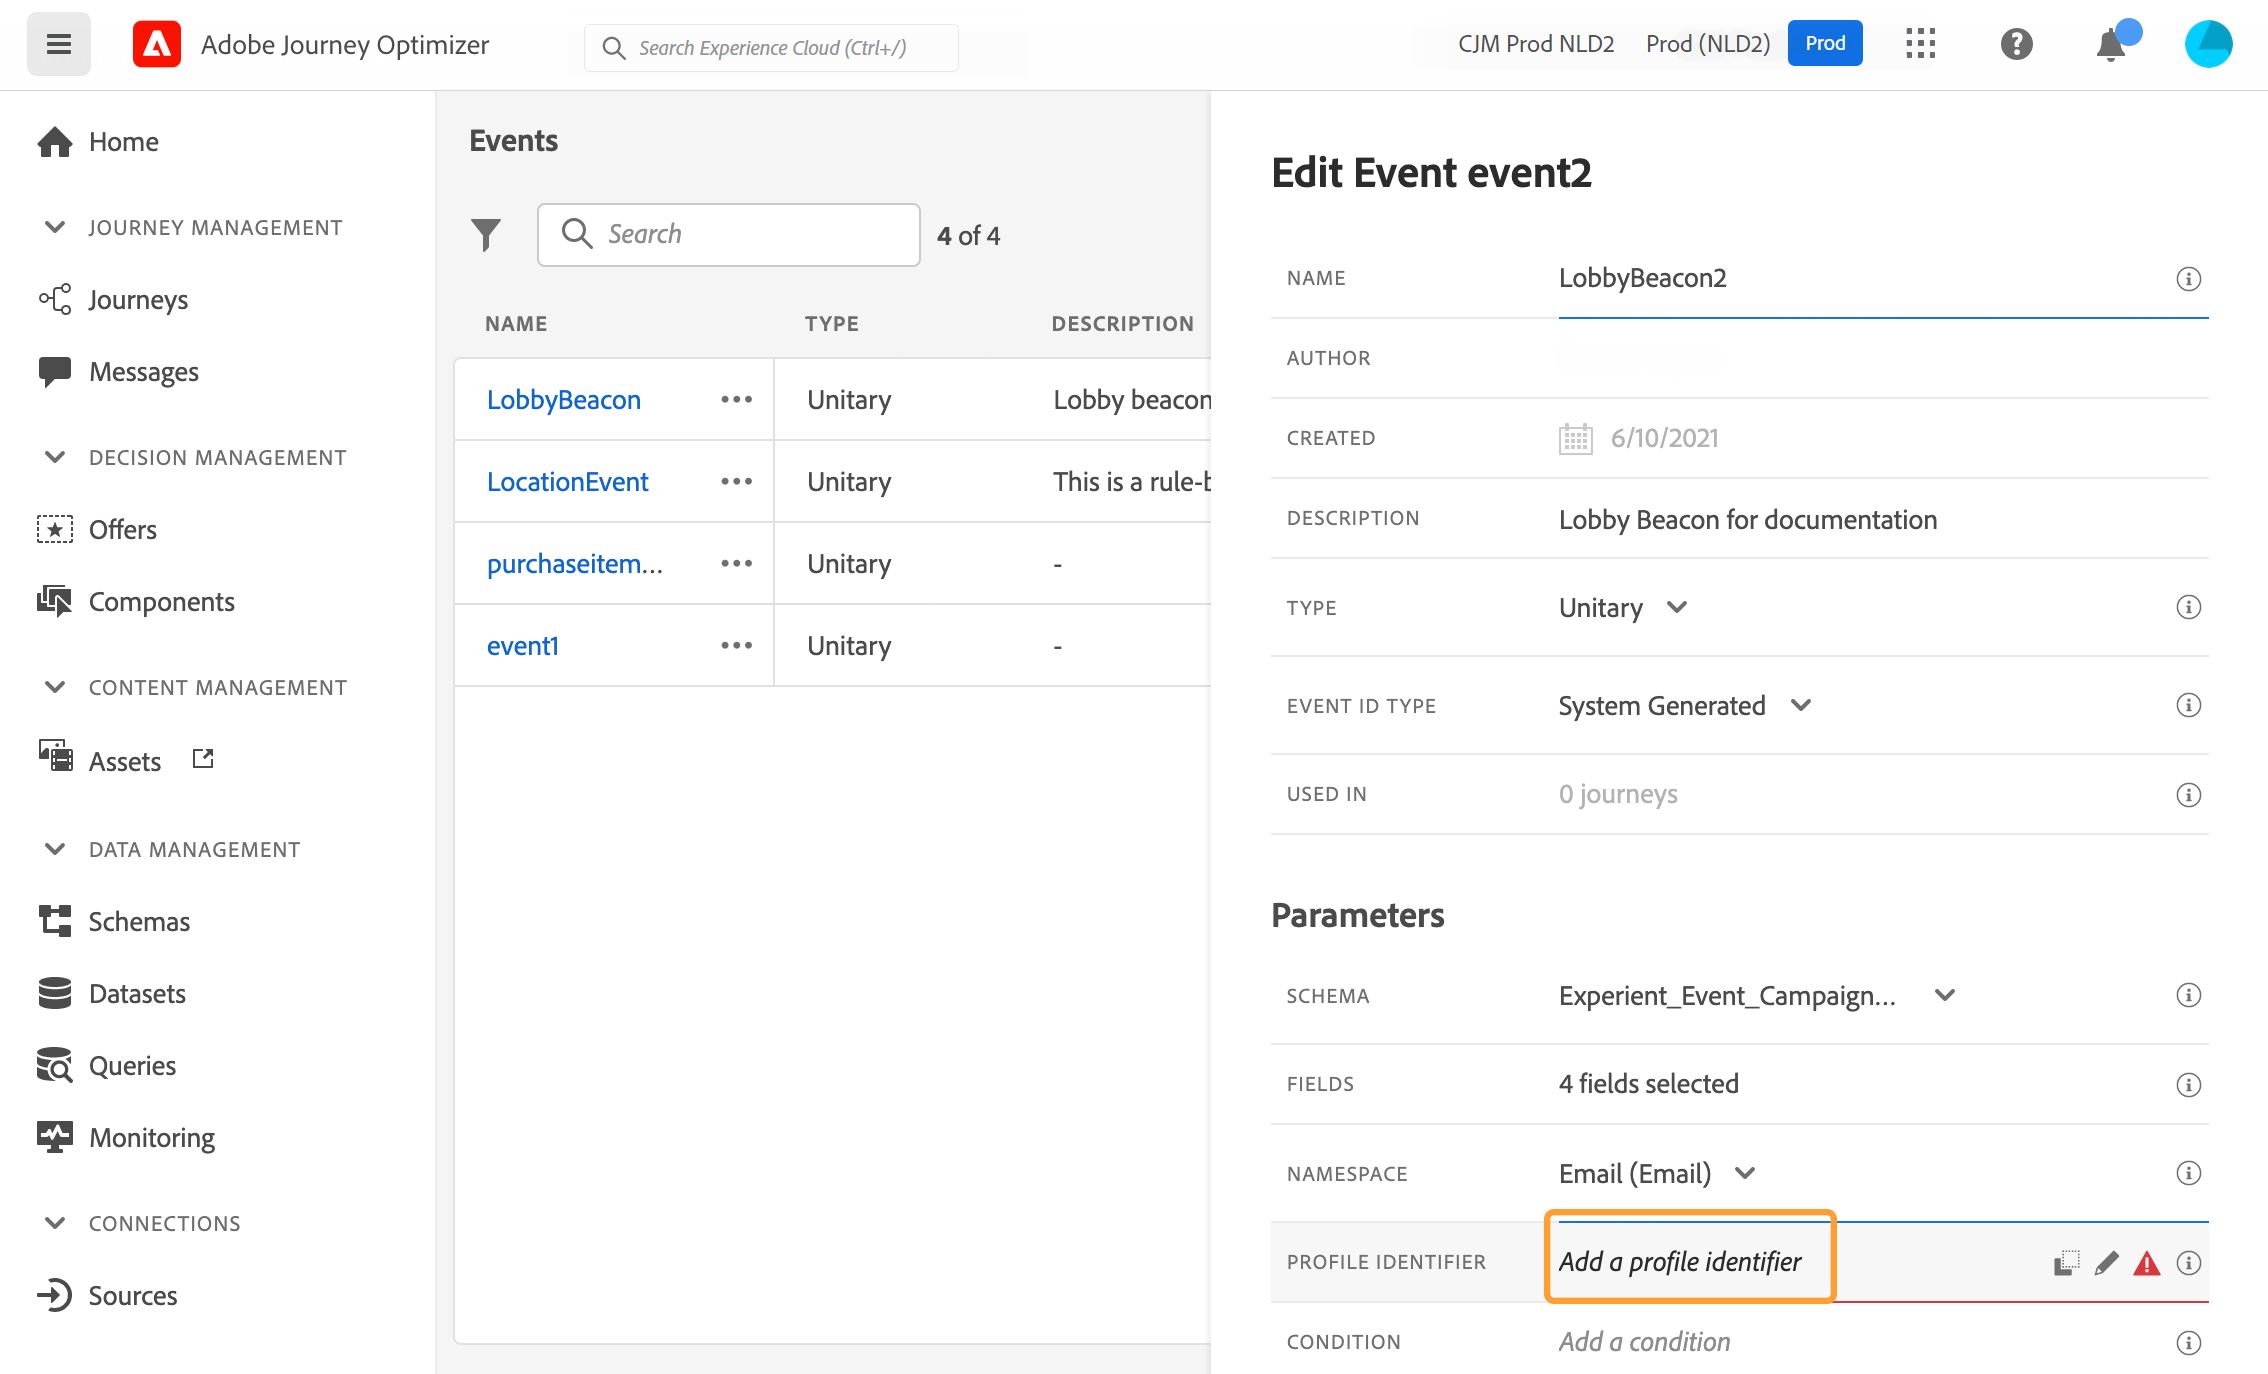 Adobe Journey Optimizer
Search Experience Cloud (Ctrl+/)
CJM Prod NLD2
Prod (NLD2)
Prod
Home
JOURNEY MANAGEMENT
Journeys
Messages
DECISION MANAGEMENT
Offers
Components
CONTENT MANAGEMENT
Assets
DATA MANAGEMENT
Schemas
Datasets
Queries
Monitoring
CONNECTIONS
Sources
Events
Search
4 of 4
NAME TYPE DESCRIPTION
LobbyBeacon ••• Unitary Lobby beacon
LocationEvent ••• Unitary This is a rule-b
purchaseitem... ••• Unitary -
event1 ••• Unitary -
Edit Event event2
NAME LobbyBeacon2
AUTHOR
CREATED 6/10/2021
DESCRIPTION Lobby Beacon for documentation
TYPE Unitary
EVENT ID TYPE System Generated
USED IN 0 journeys
Parameters
SCHEMA Experient_Event_Campaign...
FIELDS 4 fields selected
NAMESPACE Email (Email)
PROFILE IDENTIFIER Add a profile identifier
CONDITION Add a condition